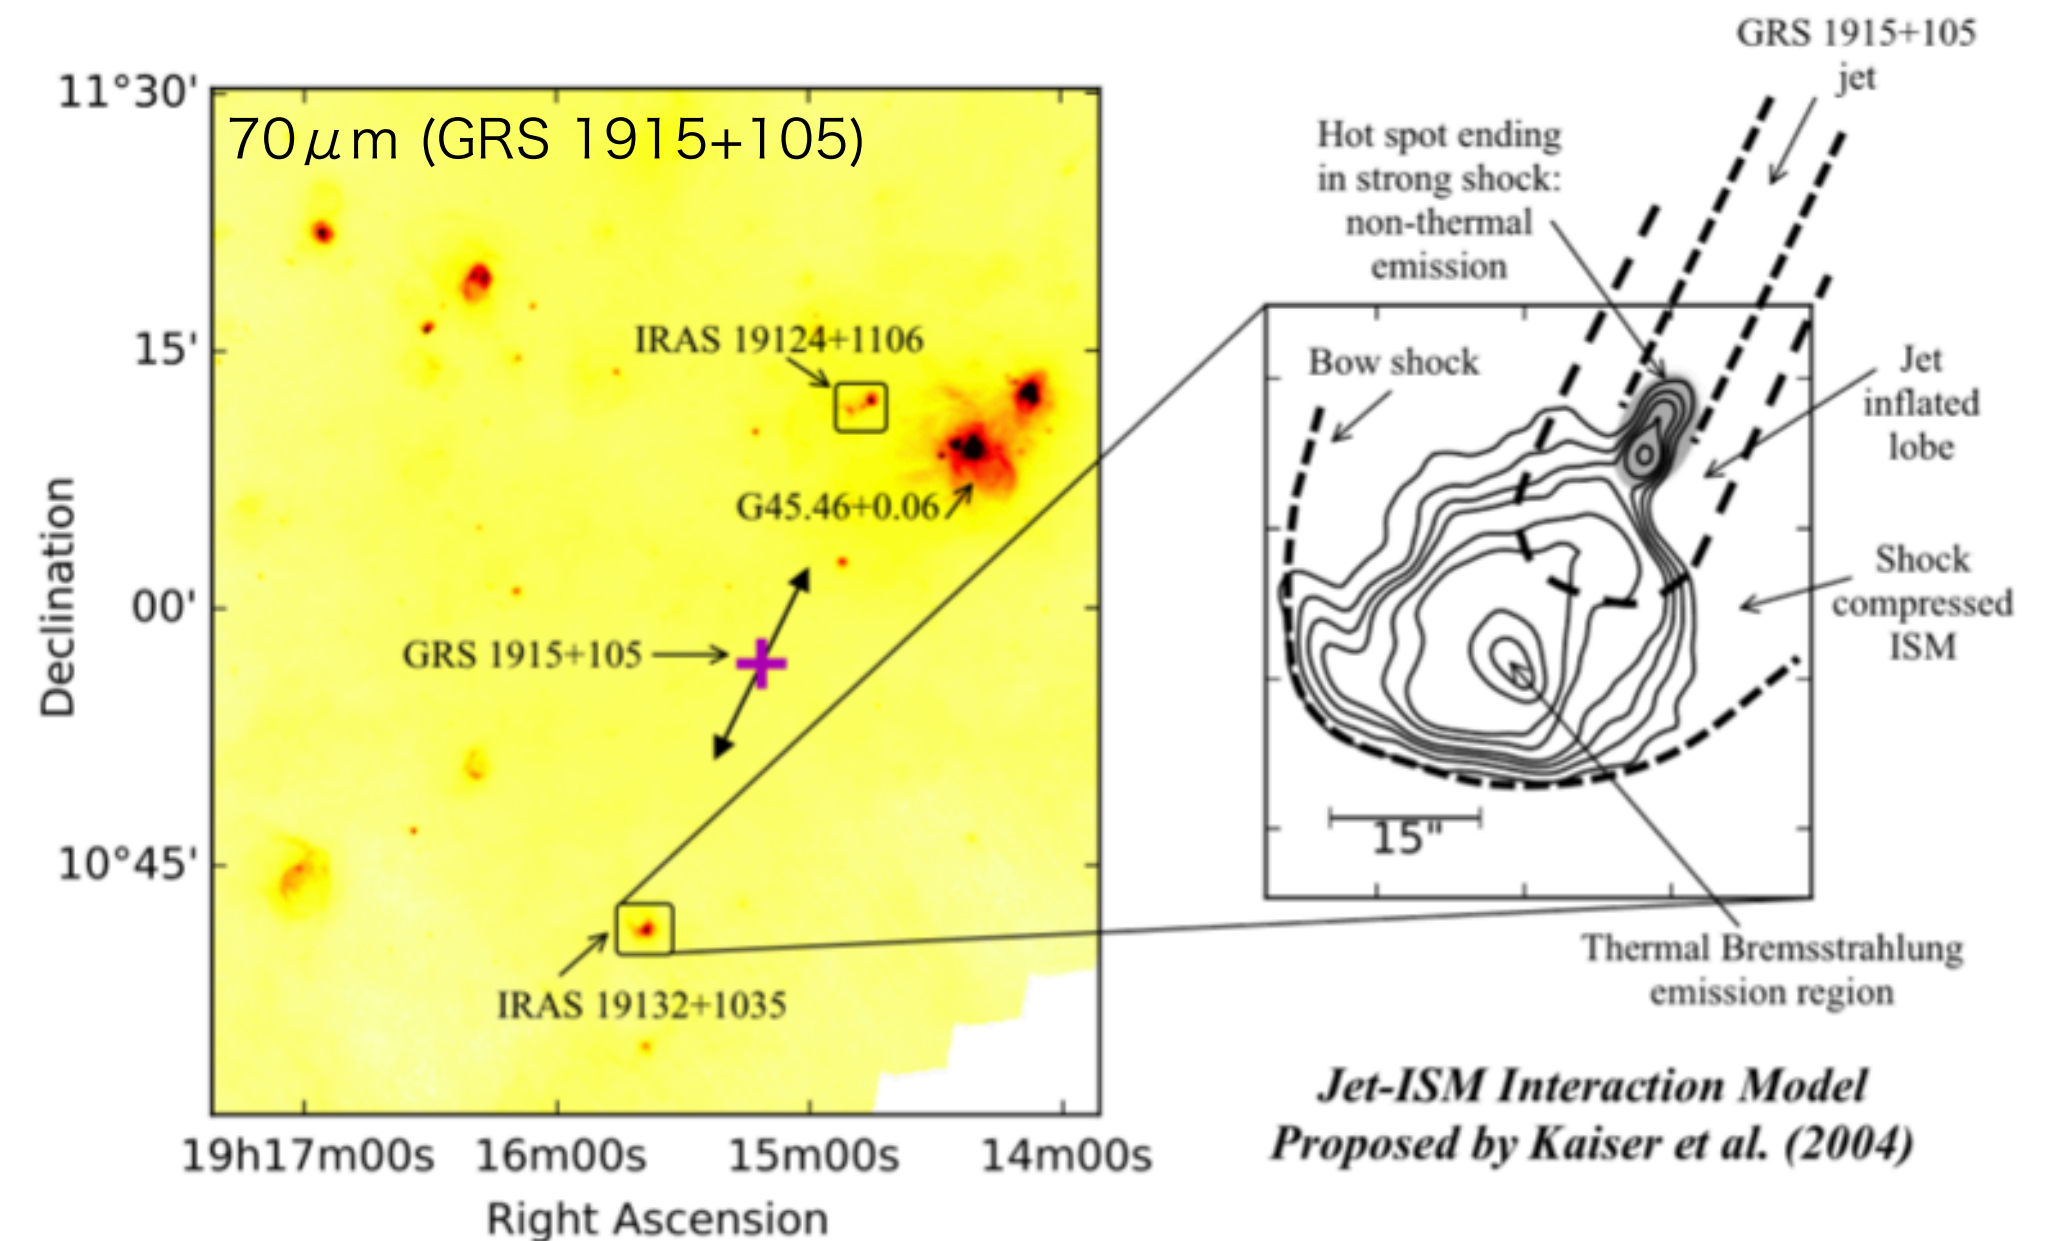 70μm (GRS 1915+105)
11°30'
15'
00'
10°45'
Declination
19h17m00s
16m00s
15m00s
14m00s
Right Ascension
IRAS 19124+1106
G45.46+0.06
GRS 1915+105
IRAS 19132+1035
GRS 1915+105
jet
Hot spot ending
in strong shock:
non-thermal
emission
Bow shock
Jet
inflated
lobe
Shock
compressed
ISM
15"
Thermal Bremsstrahlung
emission region
Jet-ISM Interaction Model
Proposed by Kaiser et al. (2004)